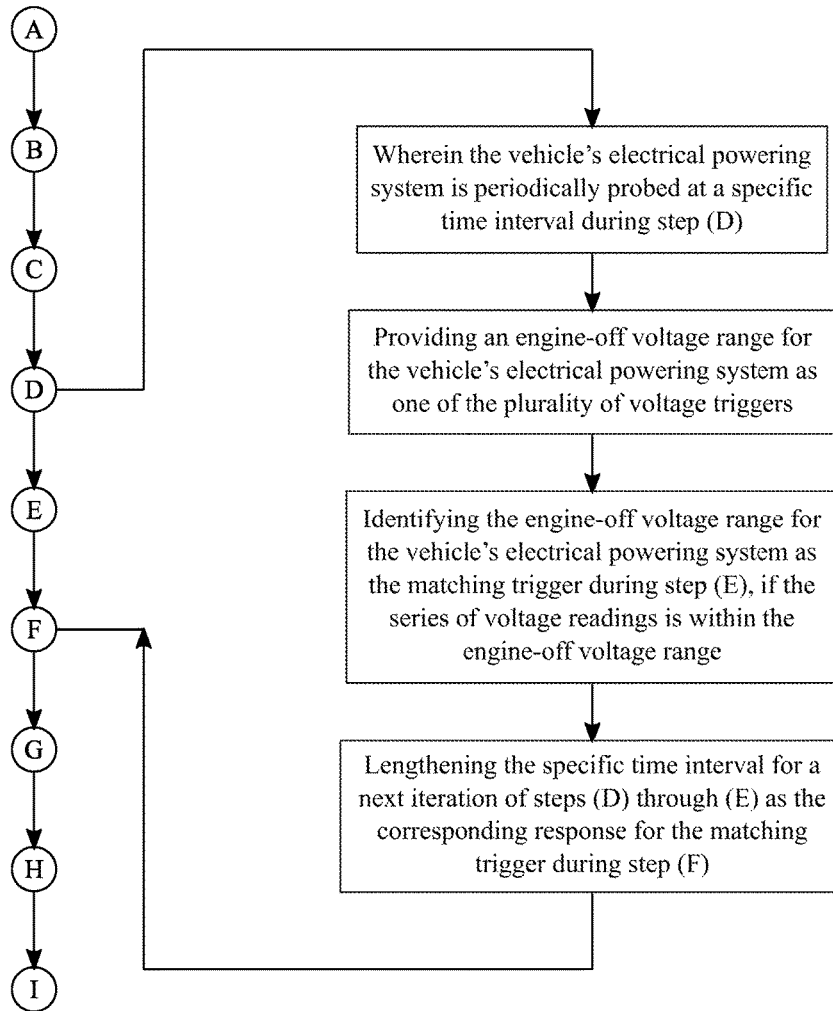 A
B
C
D
E
F
G
H
I
Wherein the vehicle's electrical powering
system is periodically probed at a specific
time interval during step (D)
Providing an engine-off voltage range for
the vehicle's electrical powering system as
one of the plurality of voltage triggers
Identifying the engine-off voltage range for
the vehicle's electrical powering system as
the matching trigger during step (E), if the
series of voltage readings is within the
engine-off voltage range
Lengthening the specific time interval for a
next iteration of steps (D) through (E) as the
corresponding response for the matching
trigger during step (F)